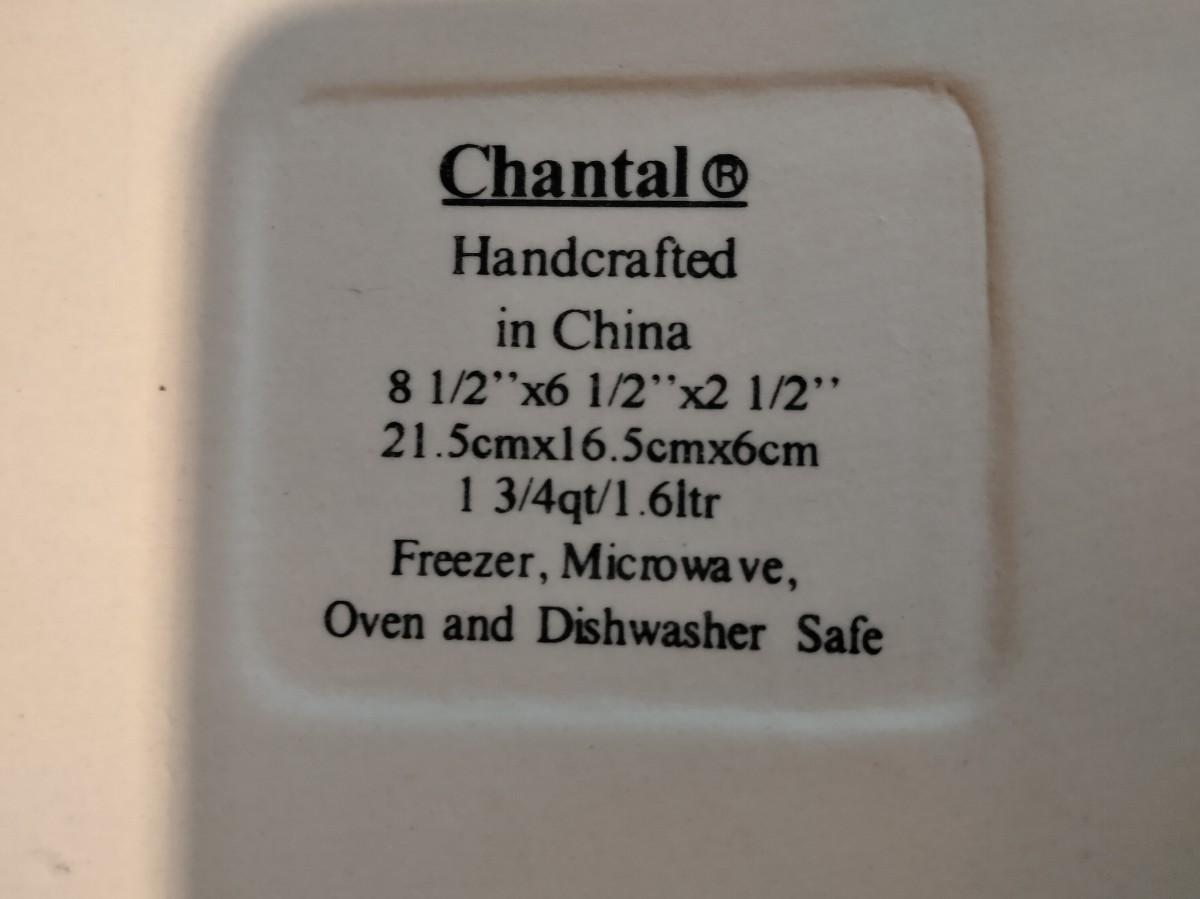 Chantal®
Handcrafted
in China
8 1/2’’x6 1/2’’x2 1/2’’
21.5cmx16.5cmx6cm
1 3/4qt/1.6ltr
Freezer, Microwave,
Oven and Dishwasher Safe